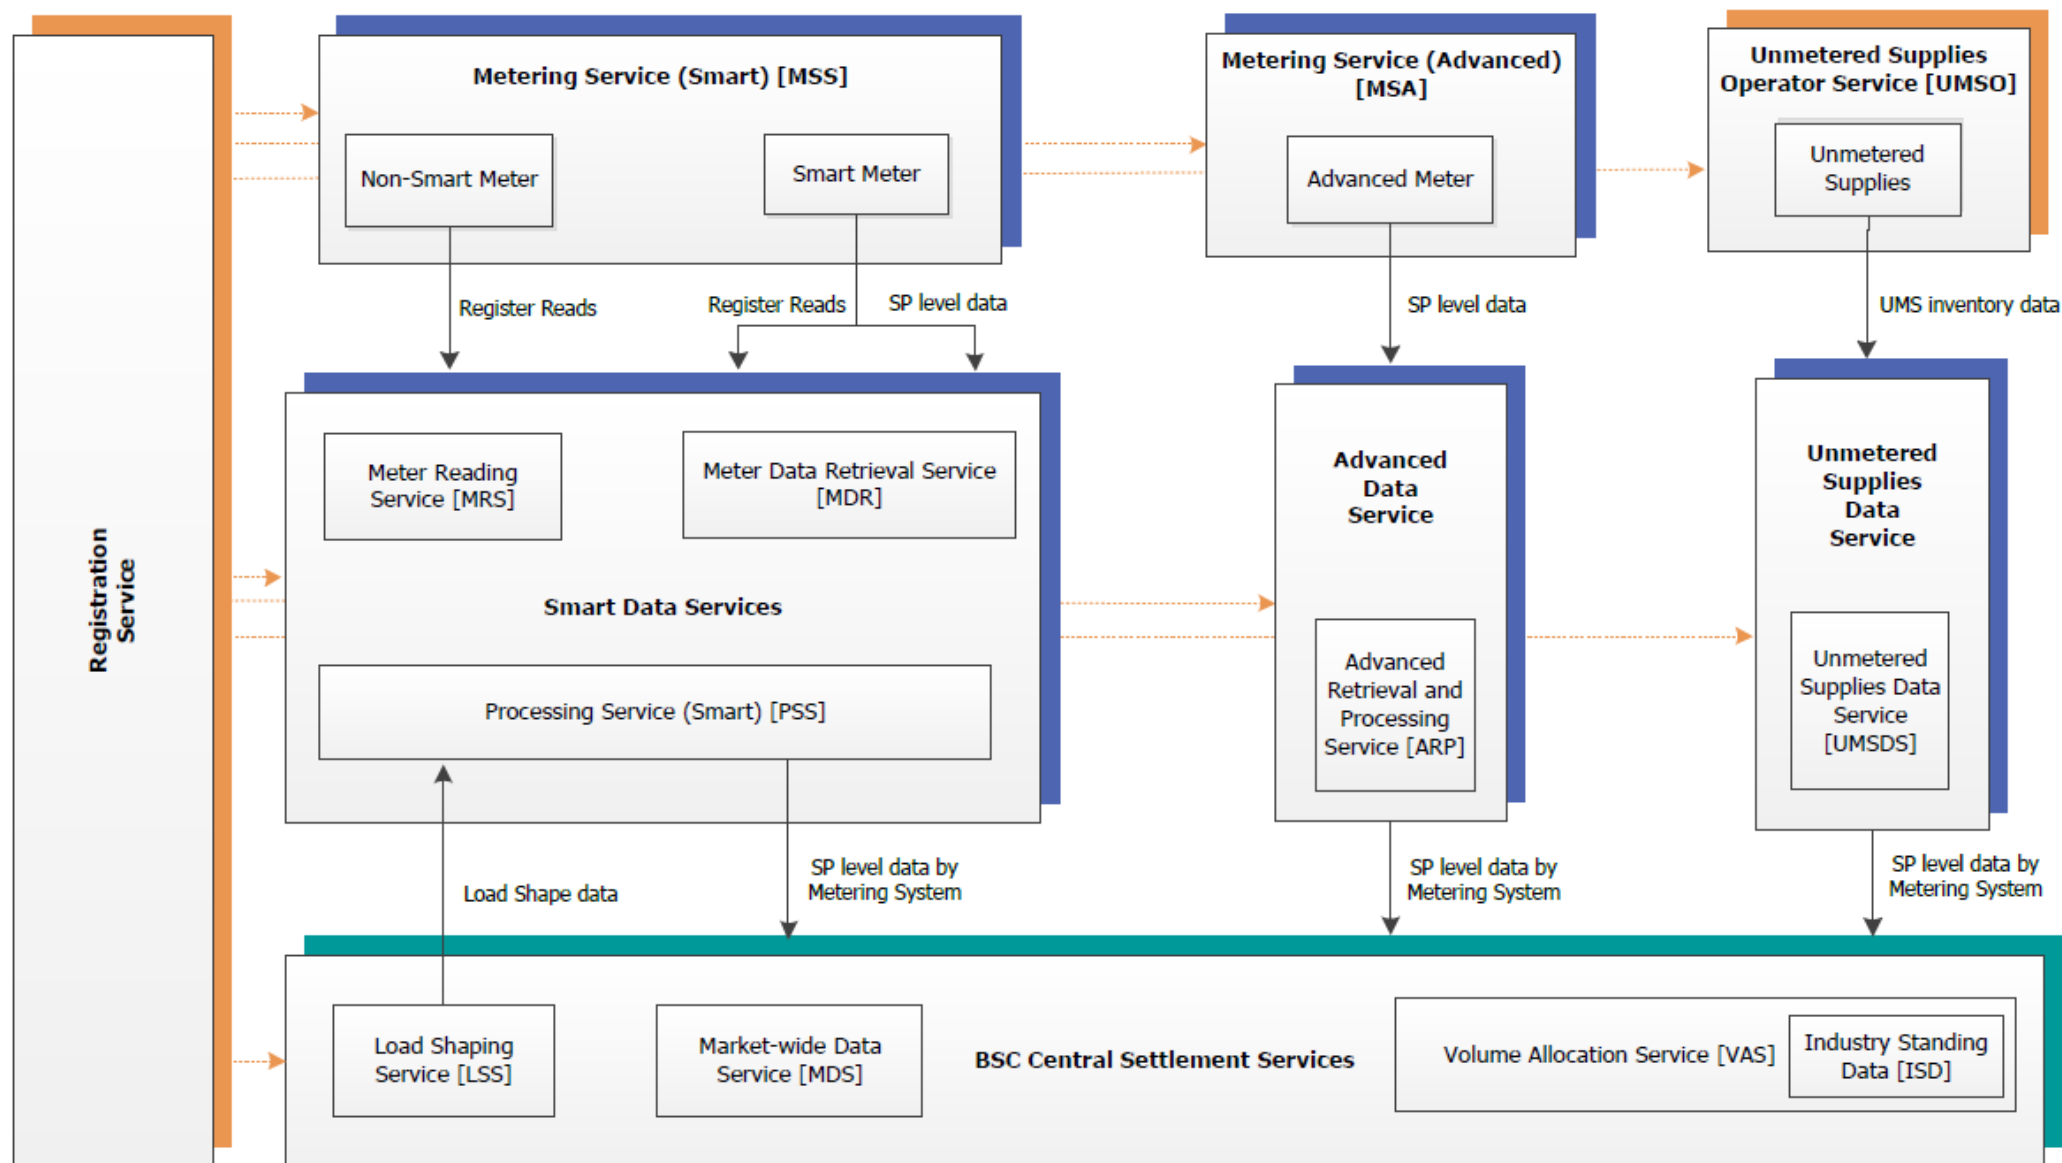 Metering Service (Smart) [MSS]
Metering Service (Advanced)
[MSA]
Unmetered Supplies
Operator Service [UMSO]
Non-Smart Meter
Smart Meter
Advanced Meter
Unmetered
Supplies
Register Reads
Register Reads
SP level data
SP level data
UMS inventory data
Registration
Service
Meter Reading
Service [MRS]
Meter Data Retrieval Service
[MDR]
Smart Data Services
Processing Service (Smart) [PSS]
Advanced
Data
Service
Advanced
Retrieval and
Processing
Service [ARP]
Unmetered
Supplies
Data
Service
Unmetered
Supplies Data
Service
[UMSDS]
Load Shape data
SP level data by
Metering System
SP level data by
Metering System
SP level data by
Metering System
Load Shaping
Service [LSS]
Market-wide Data
Service [MDS]
BSC Central Settlement Services
Volume Allocation Service [VAS]
Industry Standing
Data [ISD]